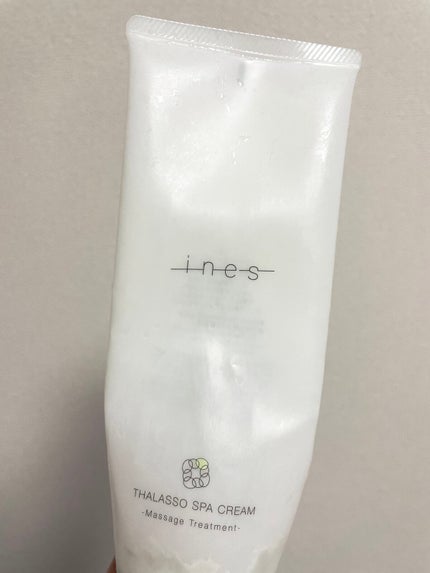 ines
THALASSO SPA CREAM
-Massage Treatment-